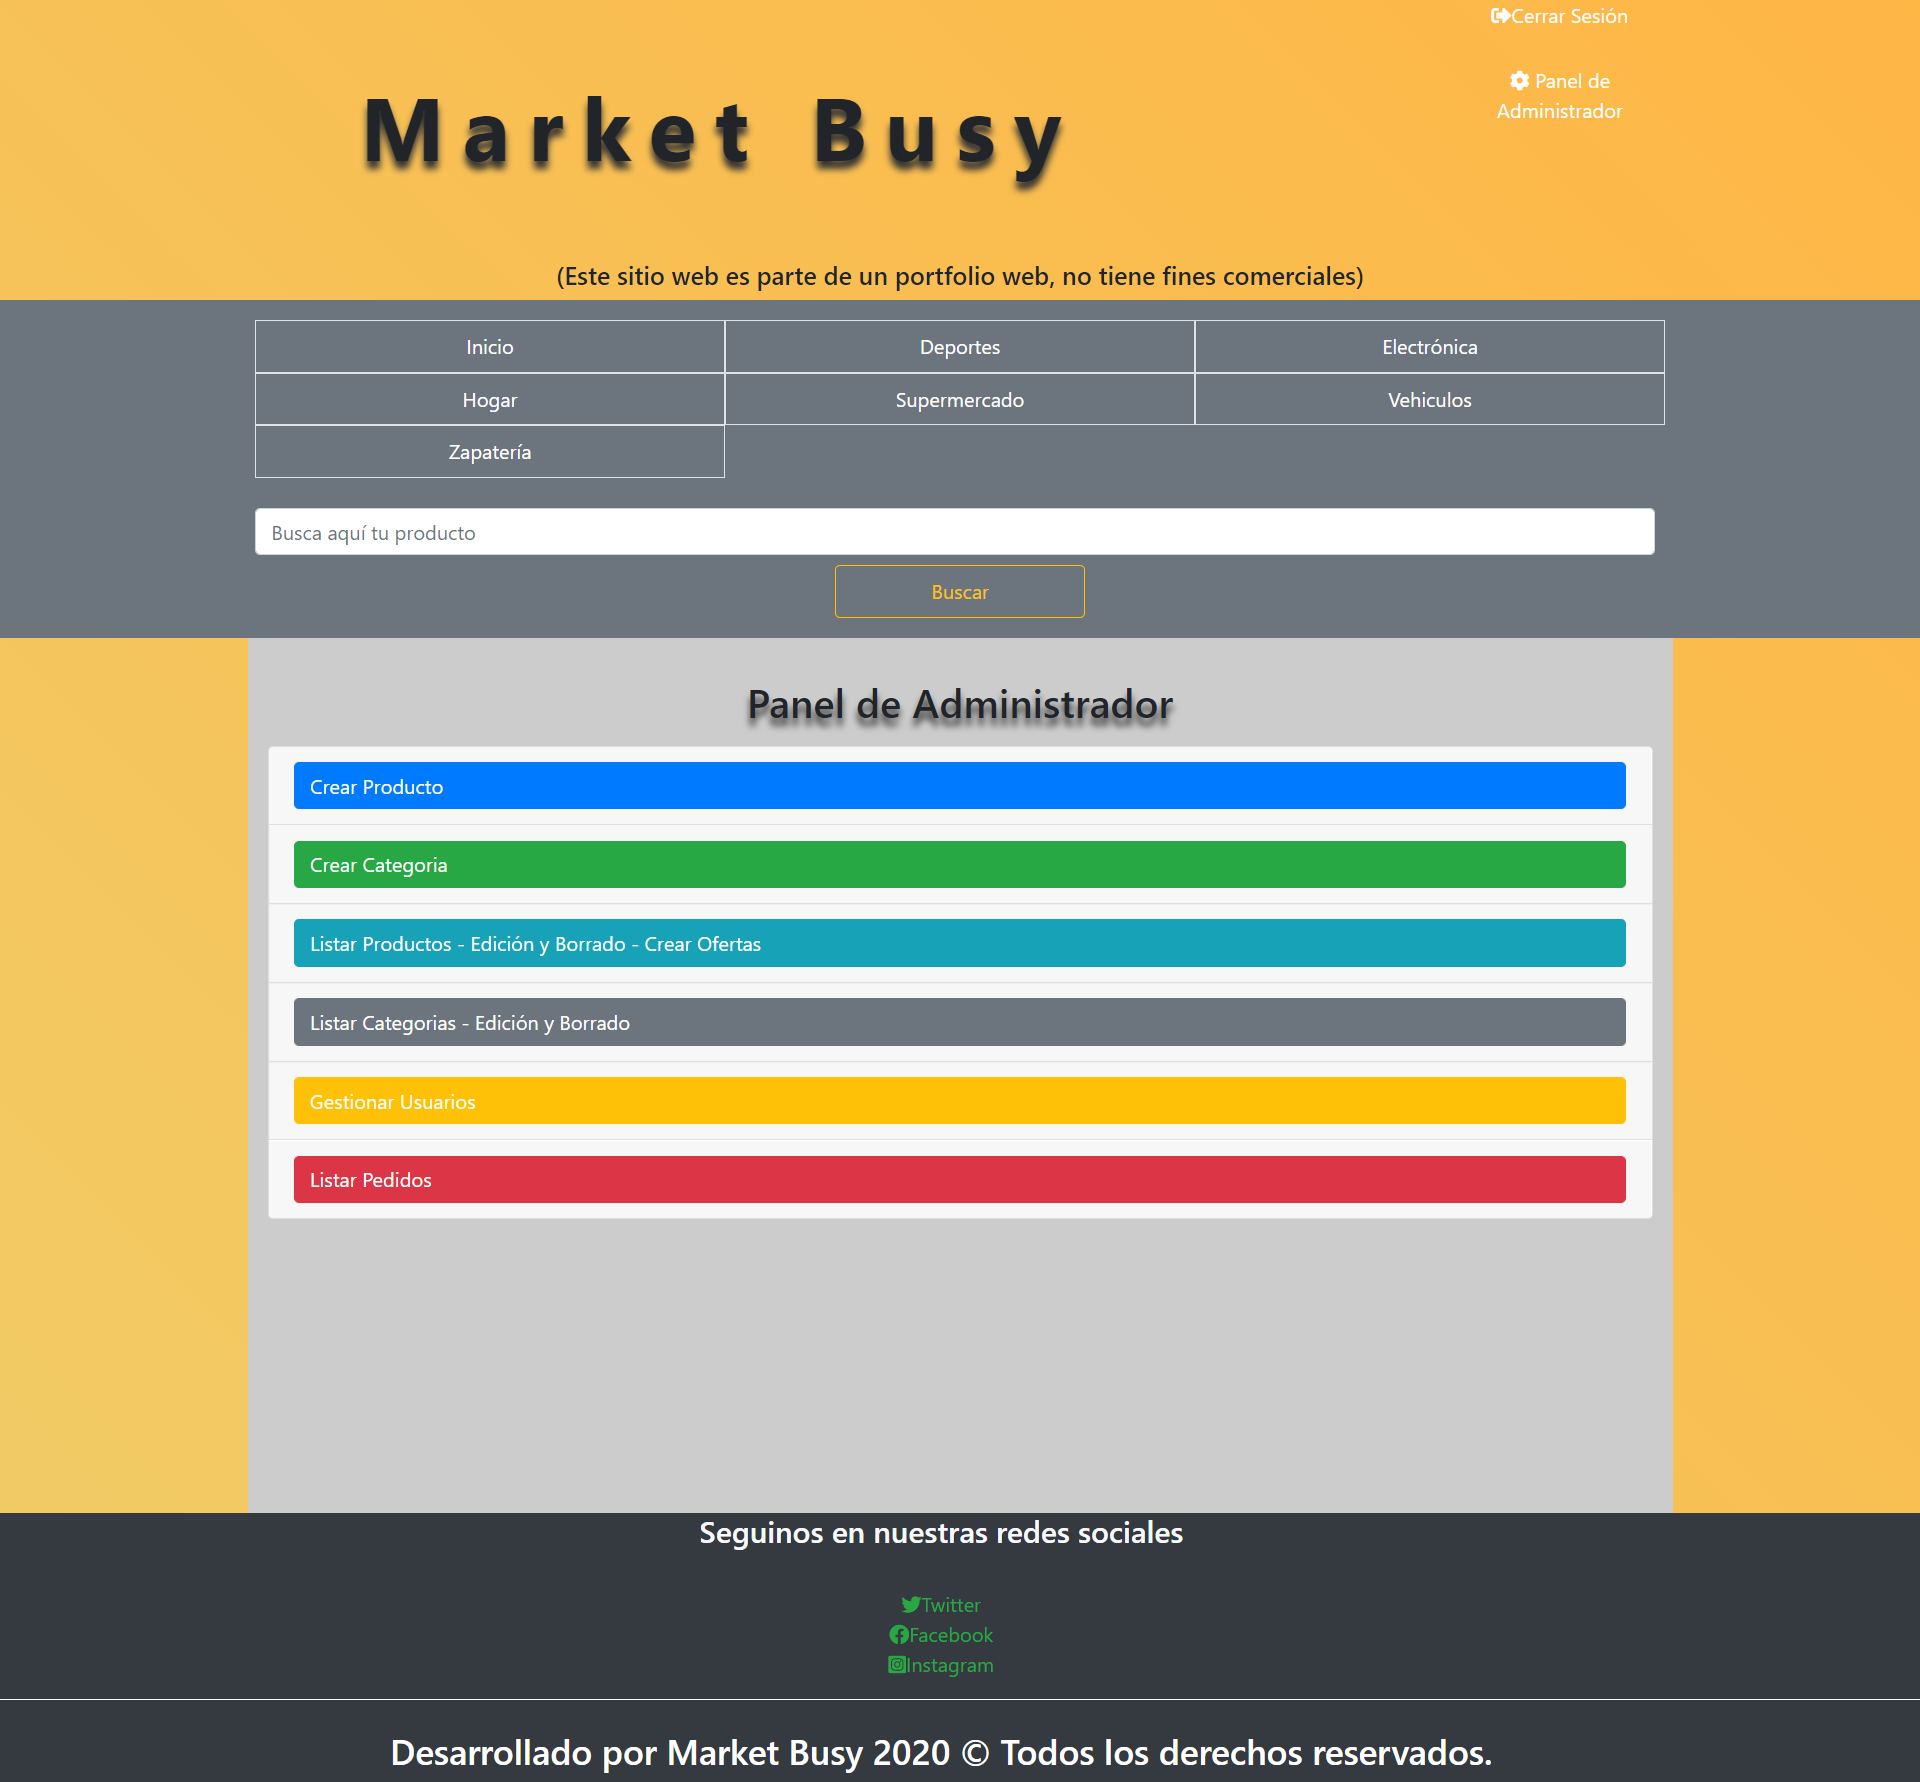 Cerrar Sesión
Panel de
Administrador
Market Busy
(Este sitio web es parte de un portfolio web, no tiene fines comerciales)
Inicio
Deportes
Electrónica
Hogar
Supermercado
Vehiculos
Zapatería
Busca aquí tu producto
Buscar
Panel de Administrador
Crear Producto
Crear Categoria
Listar Productos - Edición y Borrado - Crear Ofertas
Listar Categorias - Edición y Borrado
Gestionar Usuarios
Listar Pedidos
Seguinos en nuestras redes sociales
Twitter
Facebook
Instagram
Desarrollado por Market Busy 2020 © Todos los derechos reservados.